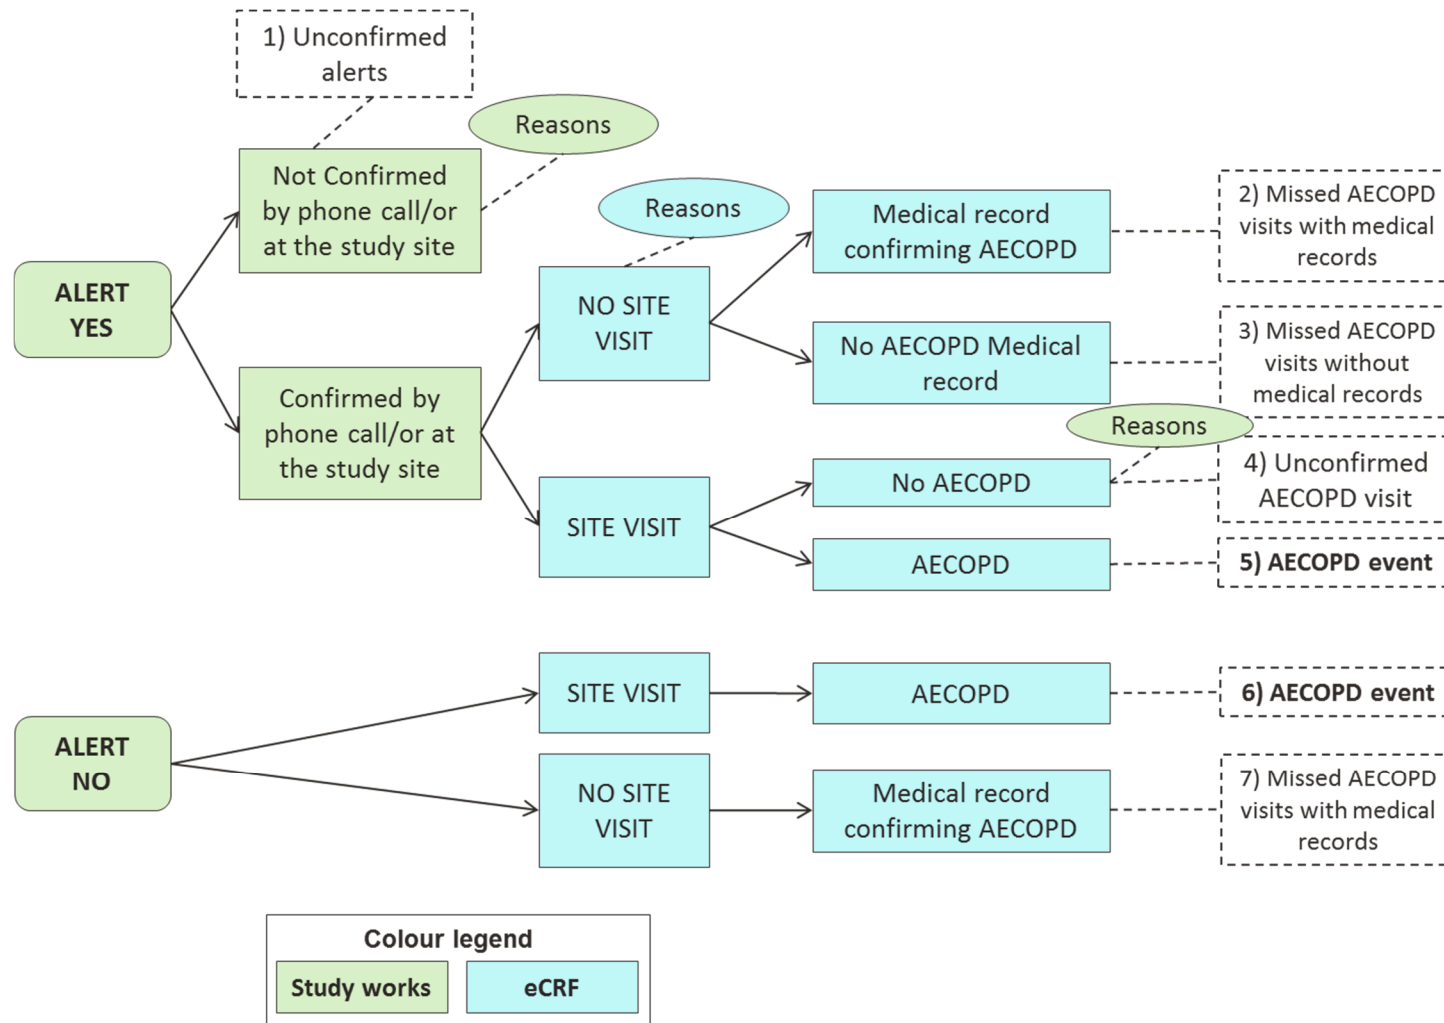 1) Unconfirmed
alerts
Reasons
Not Confirmed
by phone call/or
at the study site
Reasons
Medical record
confirming AECOPD
2) Missed AECOPD
visits with medical
records
ALERT
YES
NO SITE
VISIT
No AECOPD Medical
record
3) Missed AECOPD
visits without
medical records
Confirmed by
phone call/or at
the study site
Reasons
SITE VISIT
No AECOPD
4) Unconfirmed
AECOPD visit
AECOPD
5) AECOPD event
ALERT
NO
SITE VISIT
AECOPD
6) AECOPD event
NO SITE
VISIT
Medical record
confirming AECOPD
7) Missed AECOPD
visits with medical
records
Colour legend
Study works
eCRF